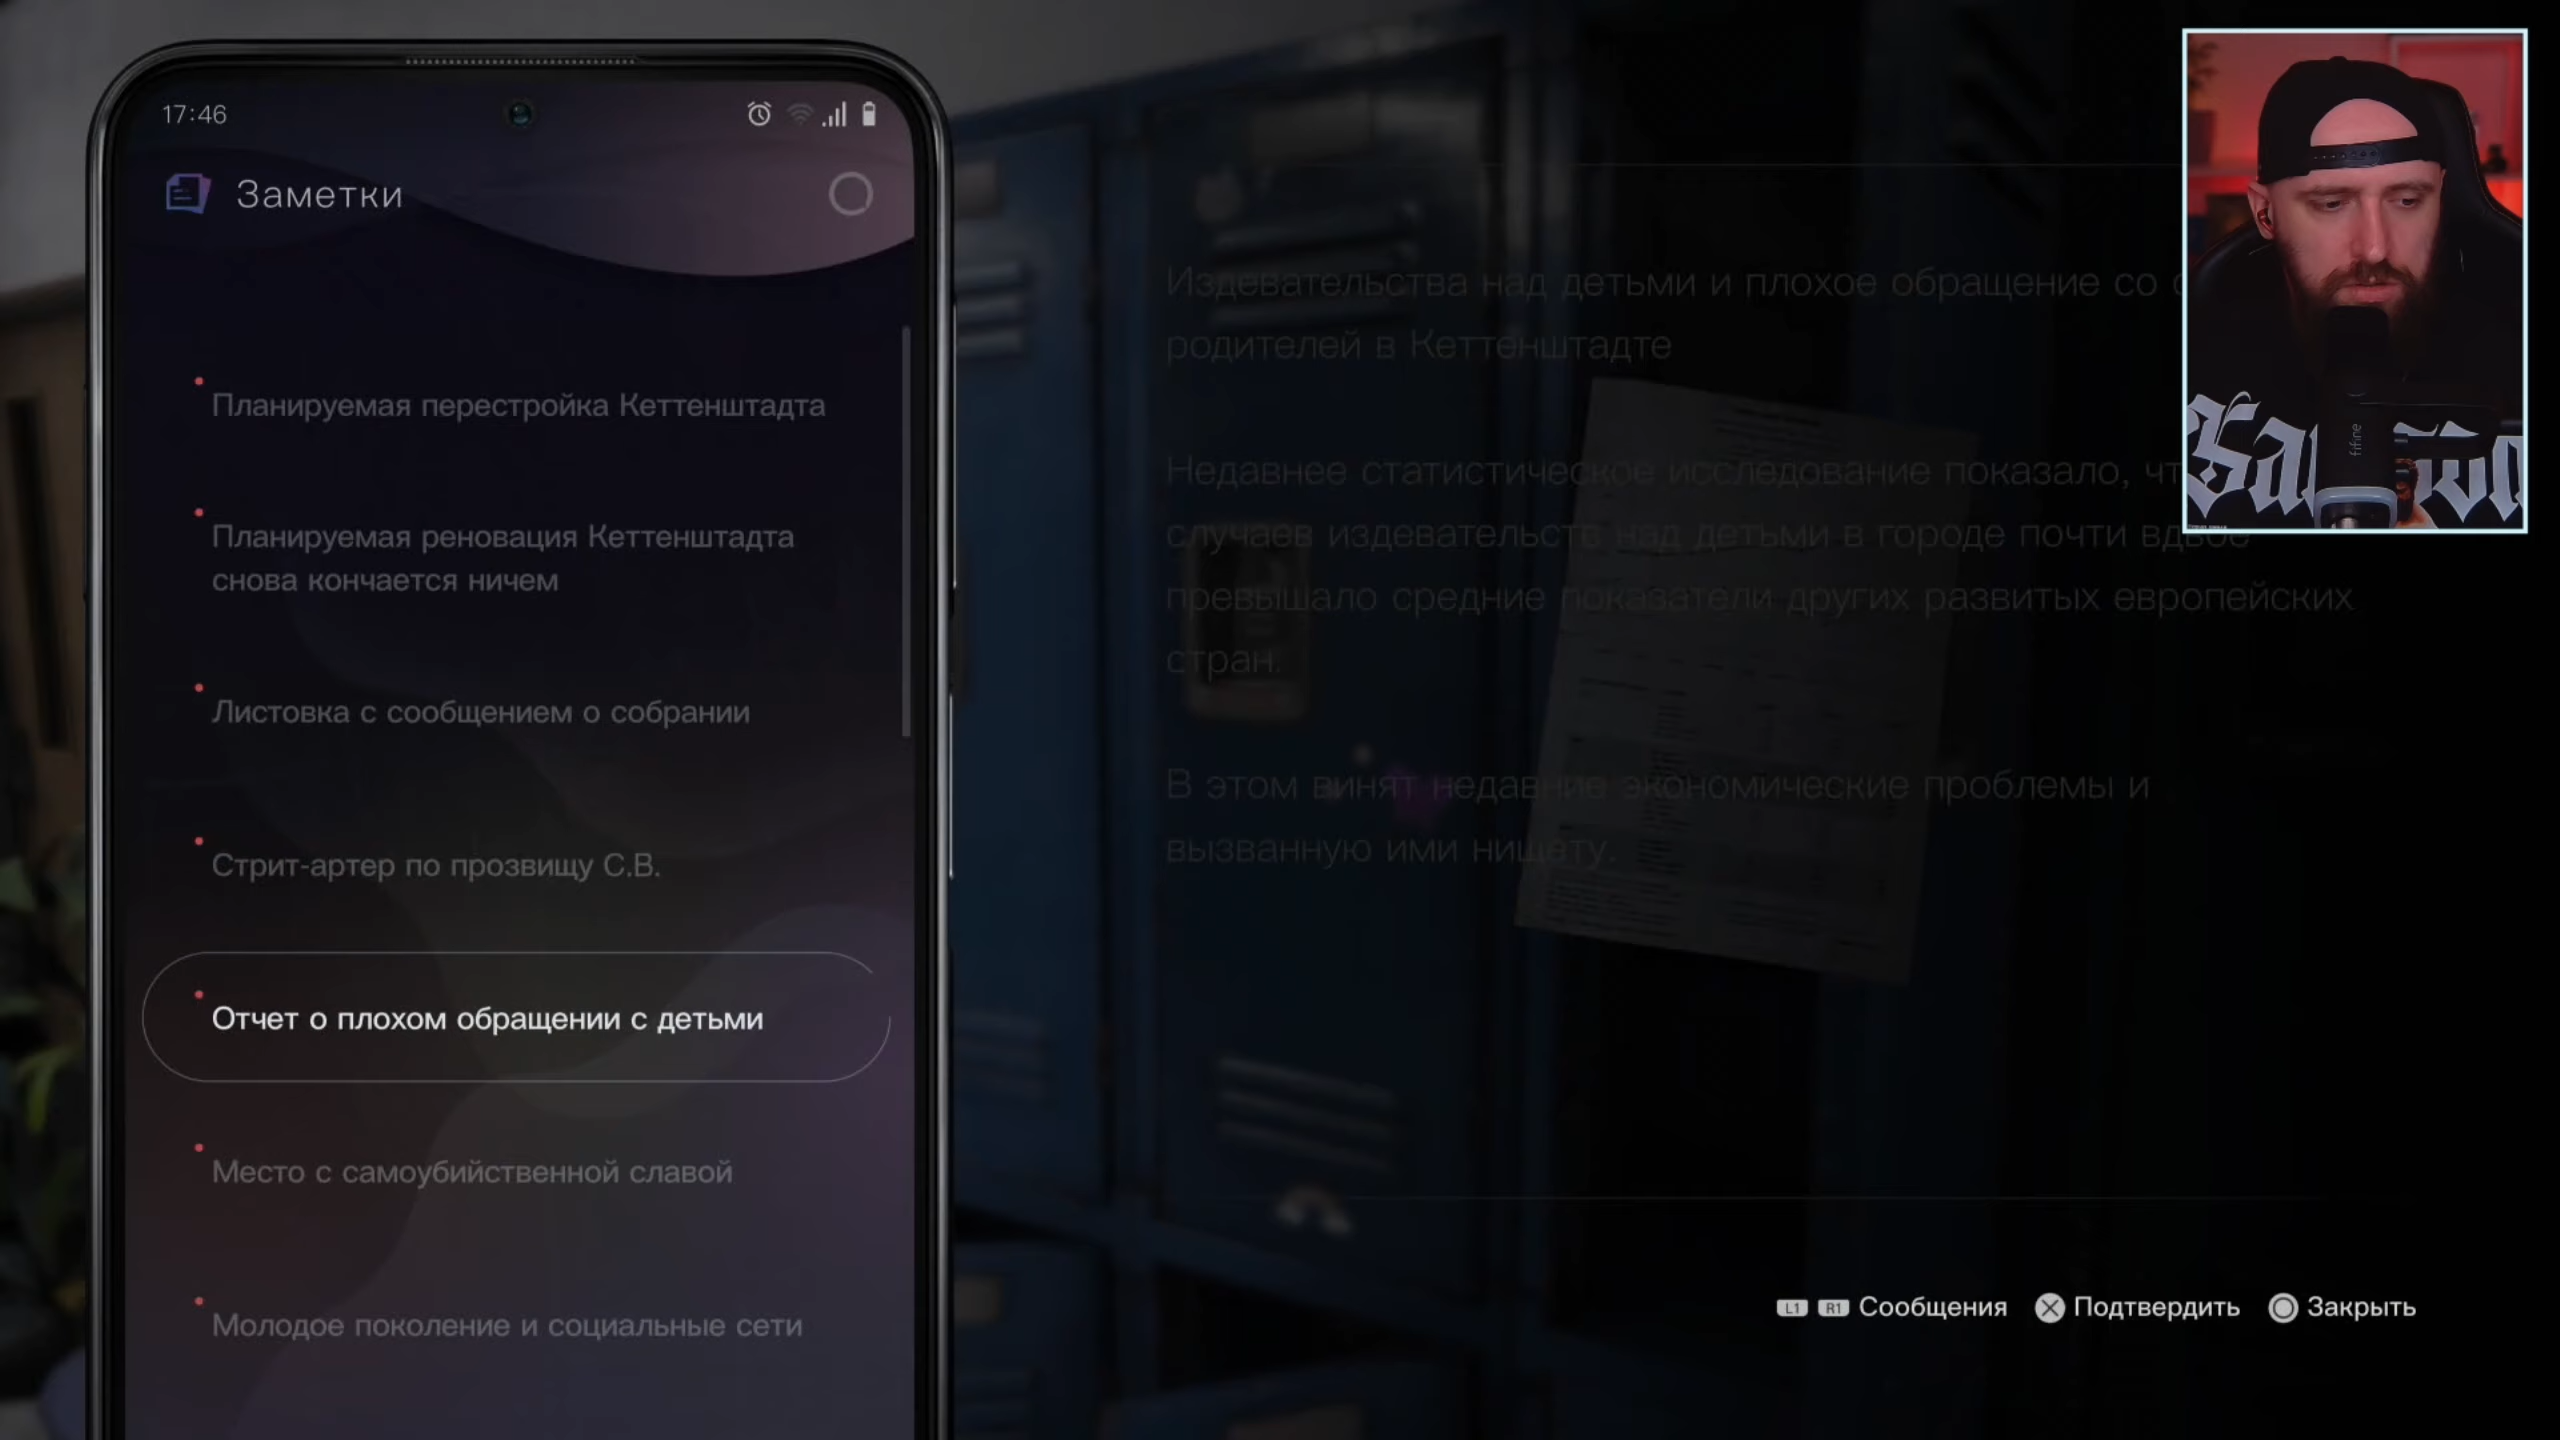 17:46
Заметки
Планируемая перестройка Кеттенштадта
Планируемая реновация Кеттенштадта
снова кончается ничем
Листовка с сообщением о собрании
Стрит-артер по прозвищу С.В.
Отчет о плохом обращении с детьми
Место с самоубийственной славой
Молодое поколение и социальные сети
Издевательства над детьми и плохое обращение со
родителей в Кеттенштадте
Недавнее статистическое исследование показало,
случаев издевательств над детьми в городе почти вдвое
превышало средние показатели других развитых европейских
стран.
В этом винят недавние экономические проблемы и
вызванную ими нищету.
fifine
L1 R1 Сообщения Подтвердить Закрыть